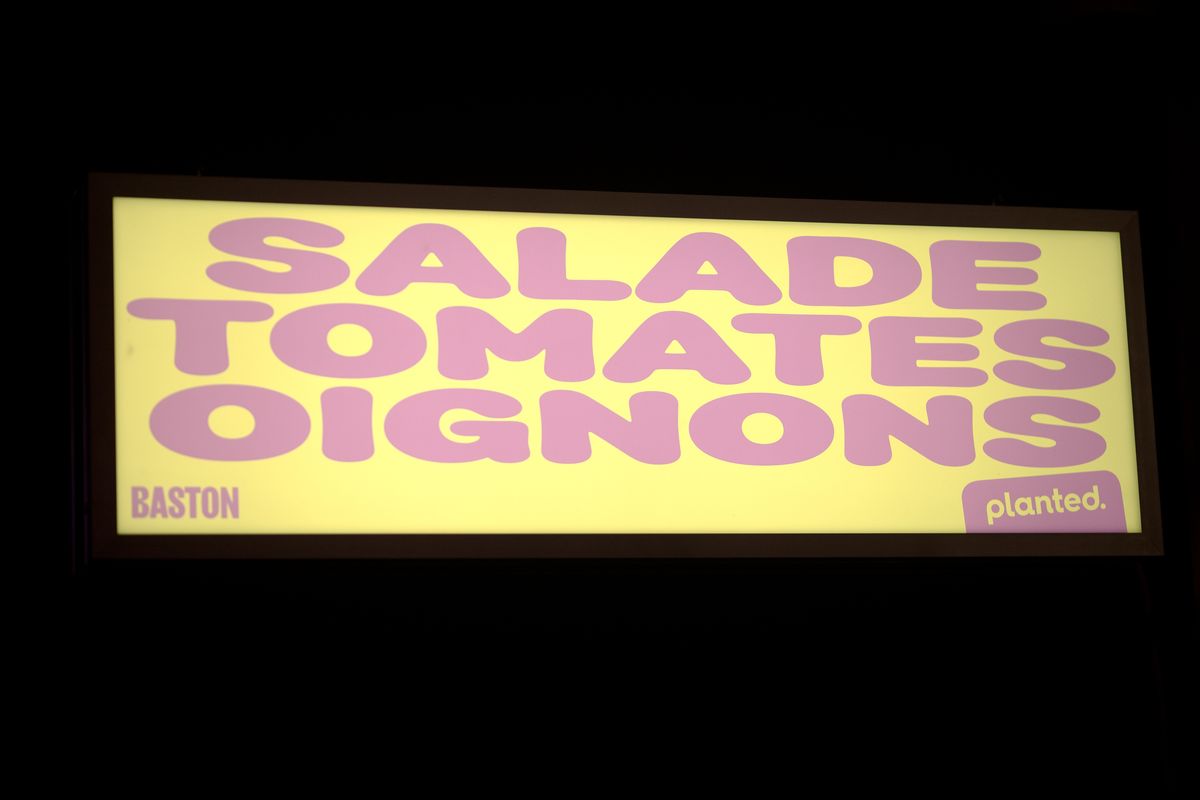 SALADE
TOMATES
OIGNONS
BASTON
planted.